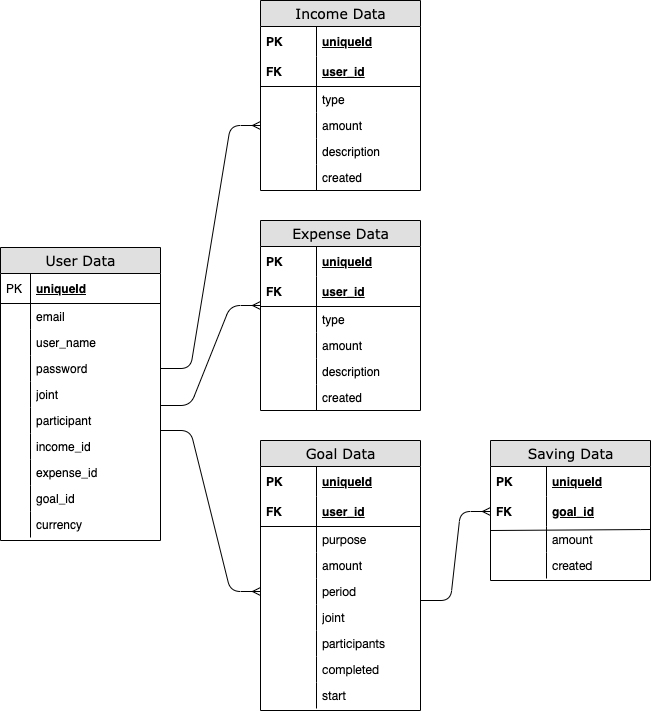 Income Data
PK uniqueId
FK user_id
type
amount
description
created
Expense Data
PK uniqueId
FK user_id
type
amount
description
created
User Data
PK uniqueId
email
user_name
password
joint
participant
income_id
expense_id
goal_id
currency
Goal Data
PK uniqueId
FK user_id
purpose
amount
period
joint
participants
completed
start
Saving Data
PK uniqueId
FK goal_id
amount
created